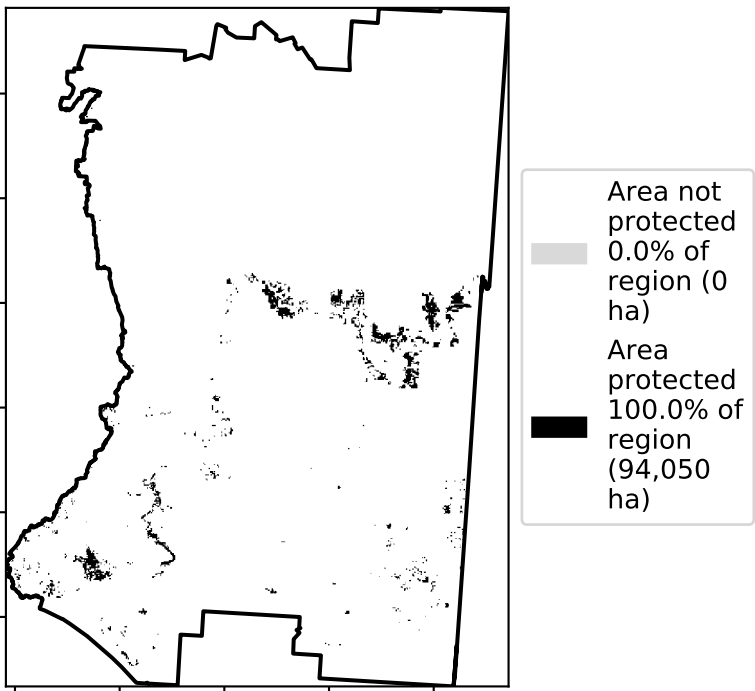 Area not
protected
0.0% of
region (0
ha)
Area
protected
100.0% of
region
(94,050
ha)